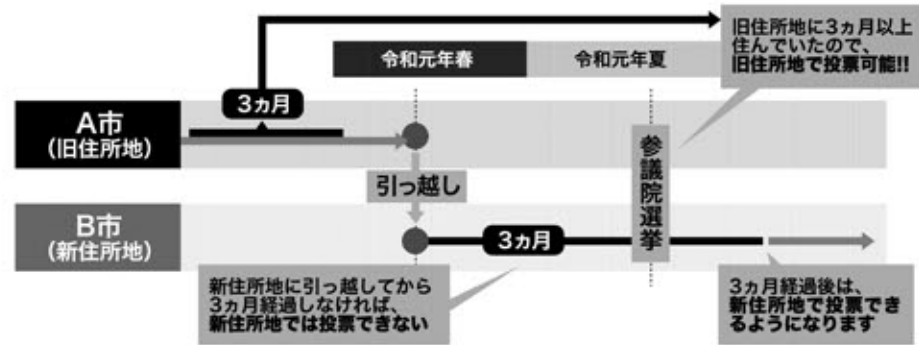 旧住所地に3ヵ月以上
住んでいたので、
旧住所地で投票可能!!
令和元年春
令和元年夏
3ヵ月
A市
(旧住所地)
引っ越し
参議院選挙
B市
(新住所地)
3ヵ月
新住所地に引っ越してから
3ヵ月経過しなければ、
新住所地では投票できない
3ヵ月経過後は、
新住所地で投票でき
るようになります